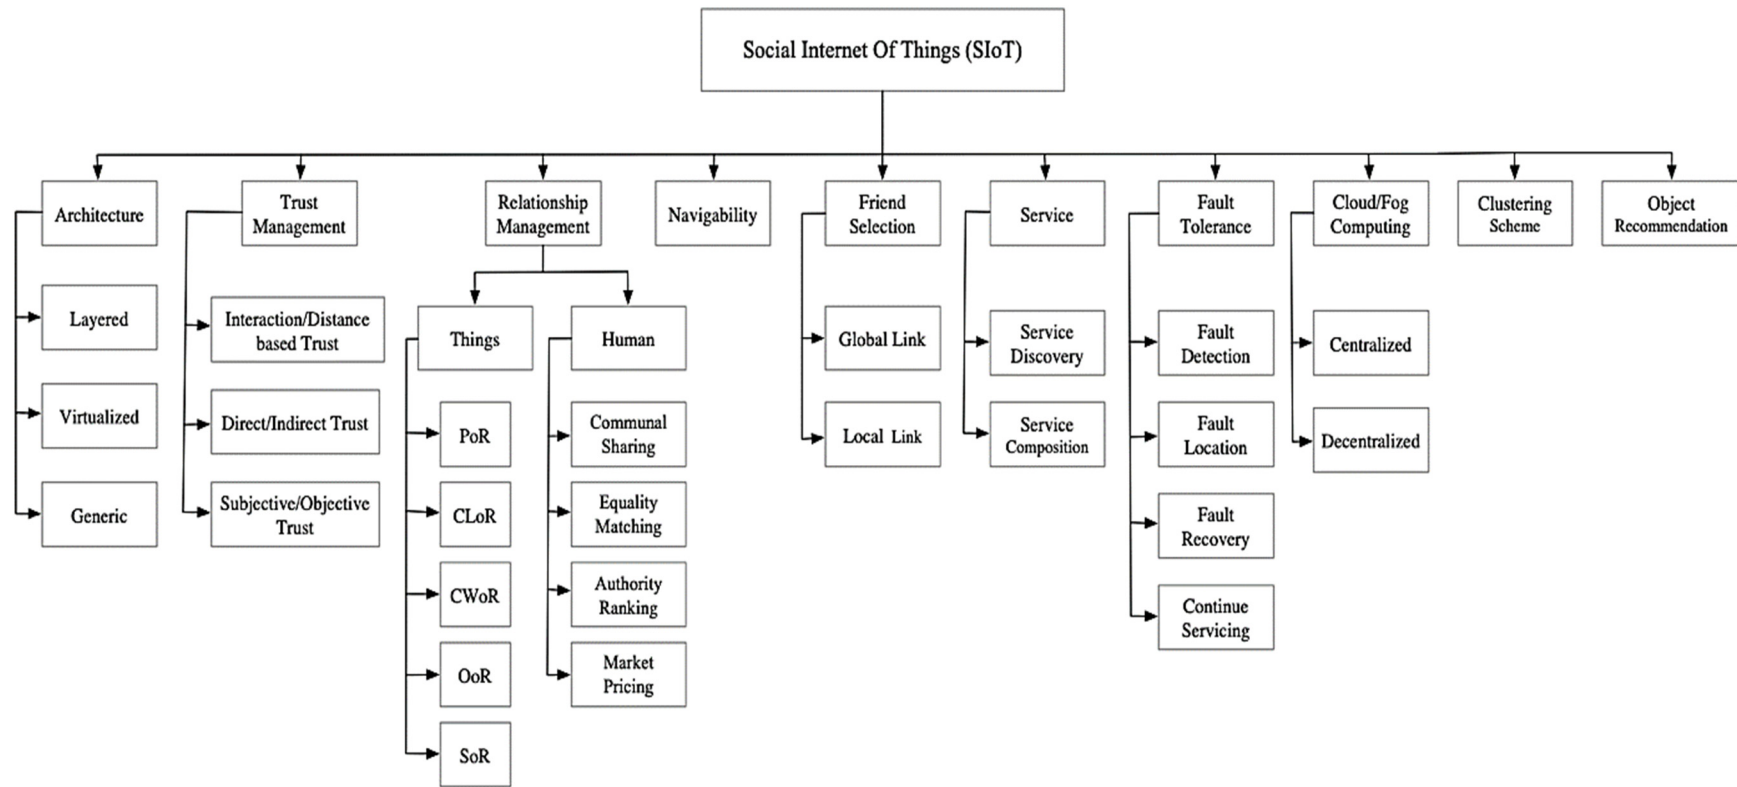 Social Internet Of Things (SIoT)
Architecture
Trust
Management
Relationship
Management
Navigability
Friend
Selection
Service
Fault
Tolerance
Cloud/Fog
Computing
Clustering
Scheme
Object
Recommendation
Layered
Virtualized
Generic
Interaction/Distance
based Trust
Direct/Indirect Trust
Subjective/Objective
Trust
Things
PoR
CLoR
CWoR
OoR
SoR
Human
Communal
Sharing
Equality
Matching
Authority
Ranking
Market
Pricing
Global Link
Local Link
Service
Discovery
Service
Composition
Fault
Detection
Fault
Location
Fault
Recovery
Continue
Servicing
Centralized
Decentralized